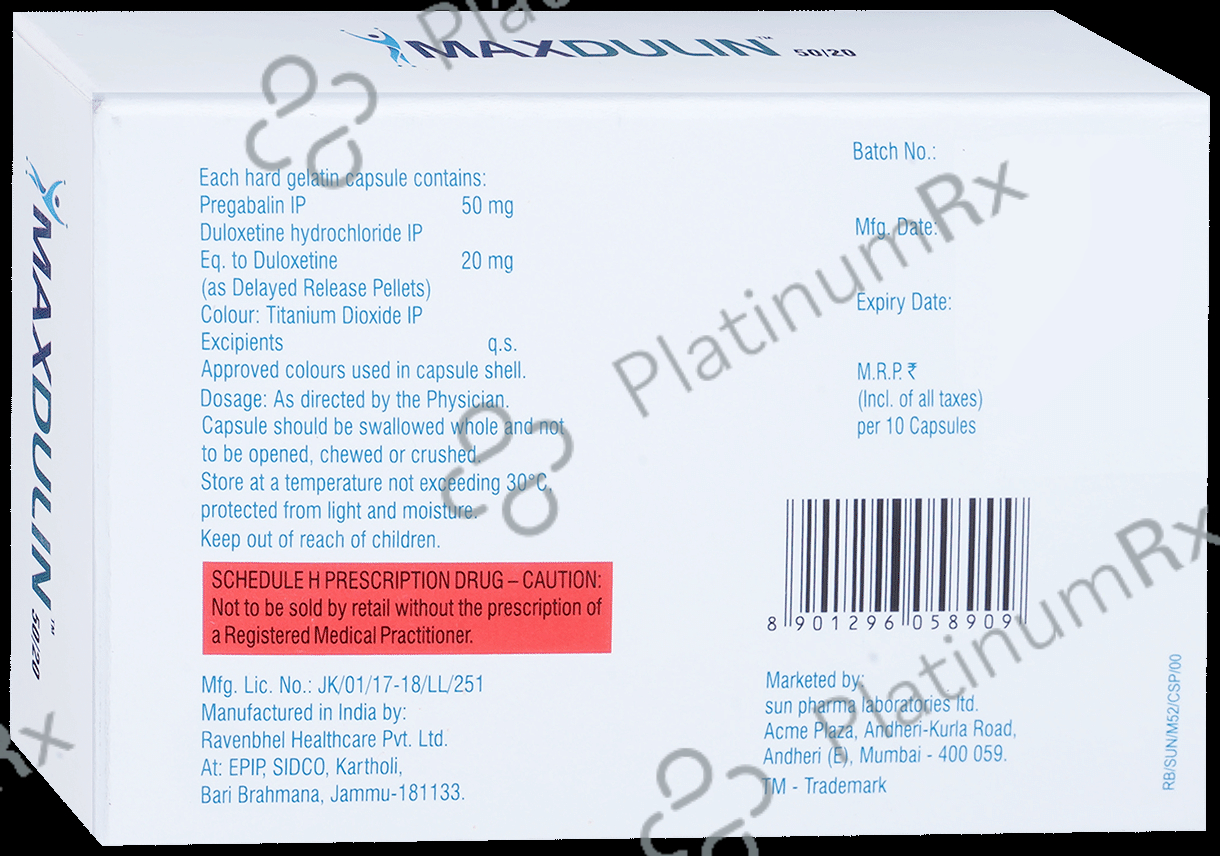 MAXDULIN™ 50/20
MAXDULIN™ 50/20
Each hard gelatin capsule contains:
Pregabalin IP 50 mg
Duloxetine hydrochloride IP
Eq. to Duloxetine 20 mg
(as Delayed Release Pellets)
Colour: Titanium Dioxide IP
Excipients q.s.
Approved colours used in capsule shell.
Dosage: As directed by the Physician.
Capsule should be swallowed whole and not
to be opened, chewed or crushed.
Store at a temperature not exceeding 30°C,
protected from light and moisture.
Keep out of reach of children.
SCHEDULE H PRESCRIPTION DRUG – CAUTION:
Not to be sold by retail without the prescription of
a Registered Medical Practitioner.
Mfg. Lic. No.: JK/01/17-18/LL/251
Manufactured in India by:
Ravenbhel Healthcare Pvt. Ltd.
At: EPIP, SIDCO, Kartholi,
Bari Brahmana, Jammu-181133.
Batch No.:
Mfg. Date:
Expiry Date:
M.R.P. ₹
(Incl. of all taxes)
per 10 Capsules
8 901296 058909
Marketed by:
sun pharma laboratories ltd.
Acme Plaza, Andheri-Kurla Road,
Andheri (E), Mumbai - 400 059.
TM - Trademark
RB/SUN/M52/CSP/00
Plat
PlatinumRx
PlatinumRx
PlatinumRx
Rx